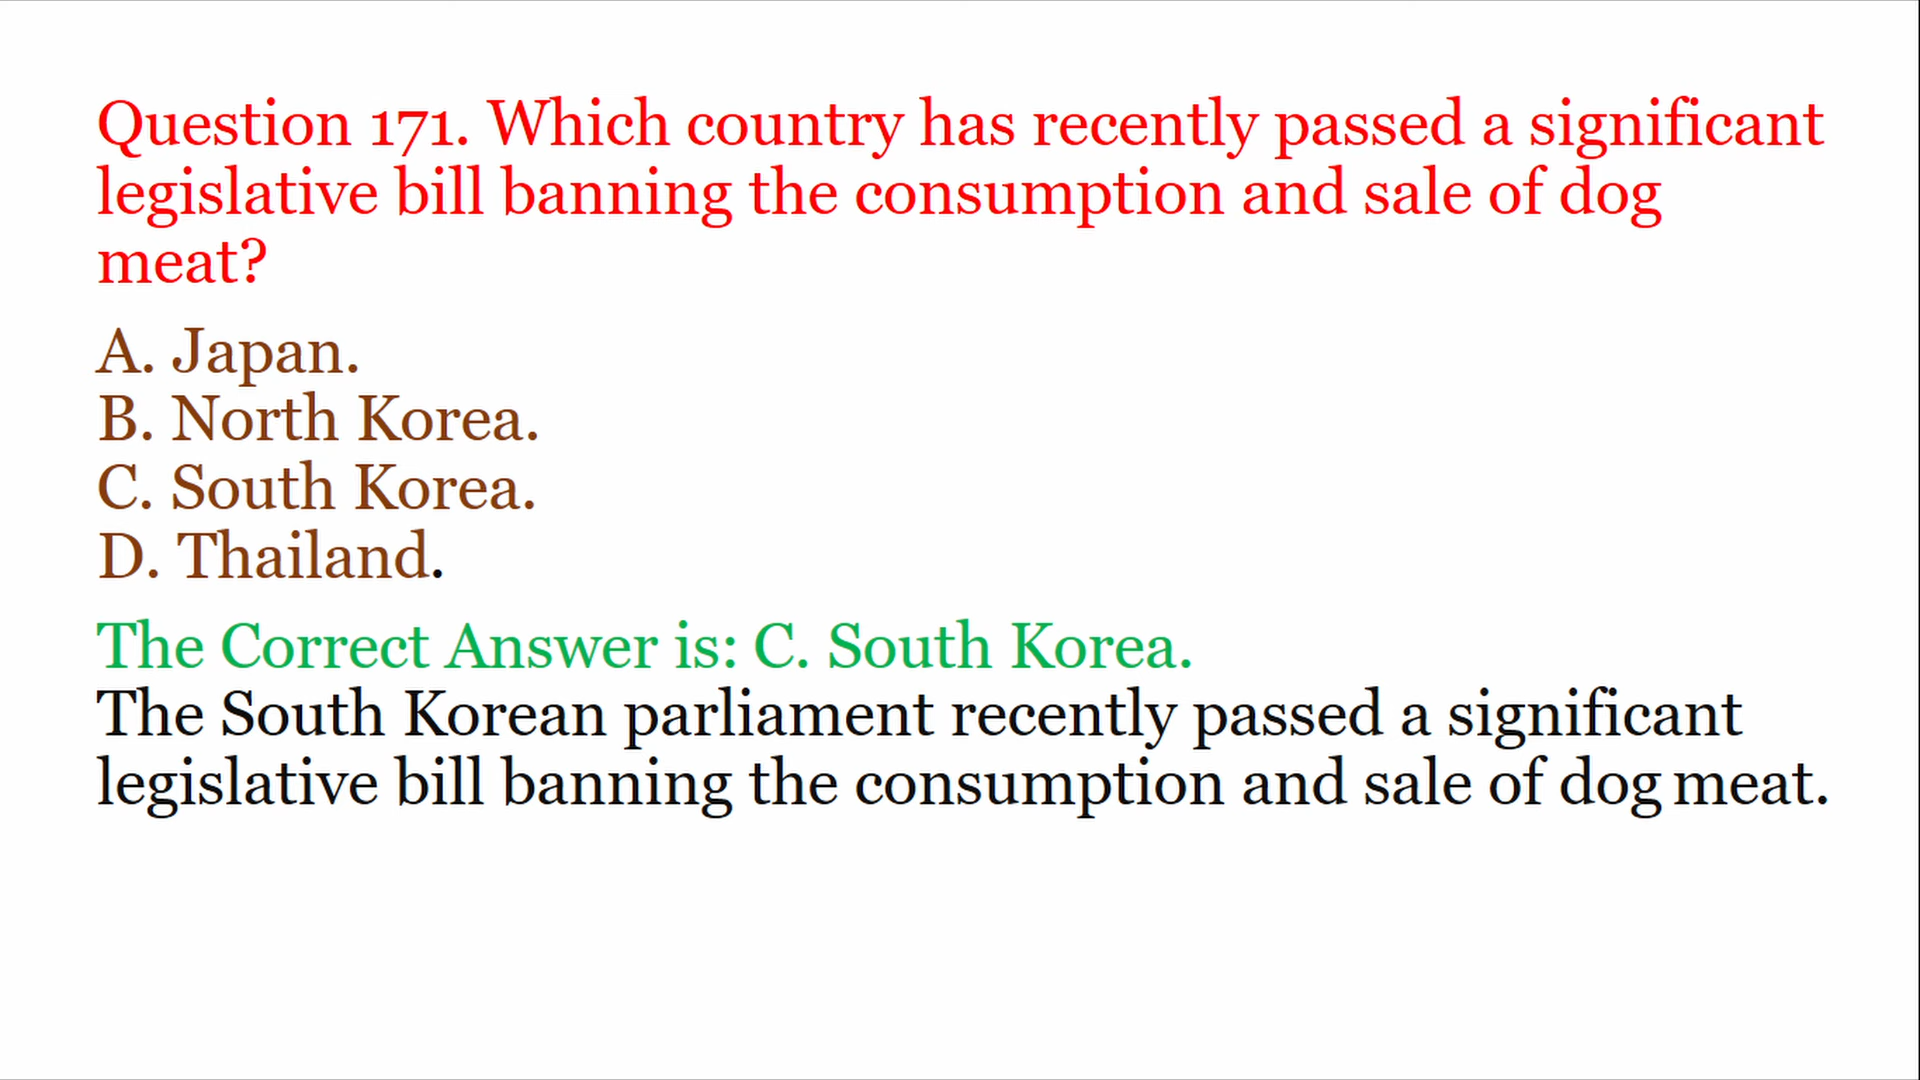 Question 171. Which country has recently passed a significant
legislative bill banning the consumption and sale of dog
meat?
A. Japan.
B. North Korea.
C. South Korea.
D. Thailand.
The Correct Answer is: C. South Korea.
The South Korean parliament recently passed a significant
legislative bill banning the consumption and sale of dog meat.